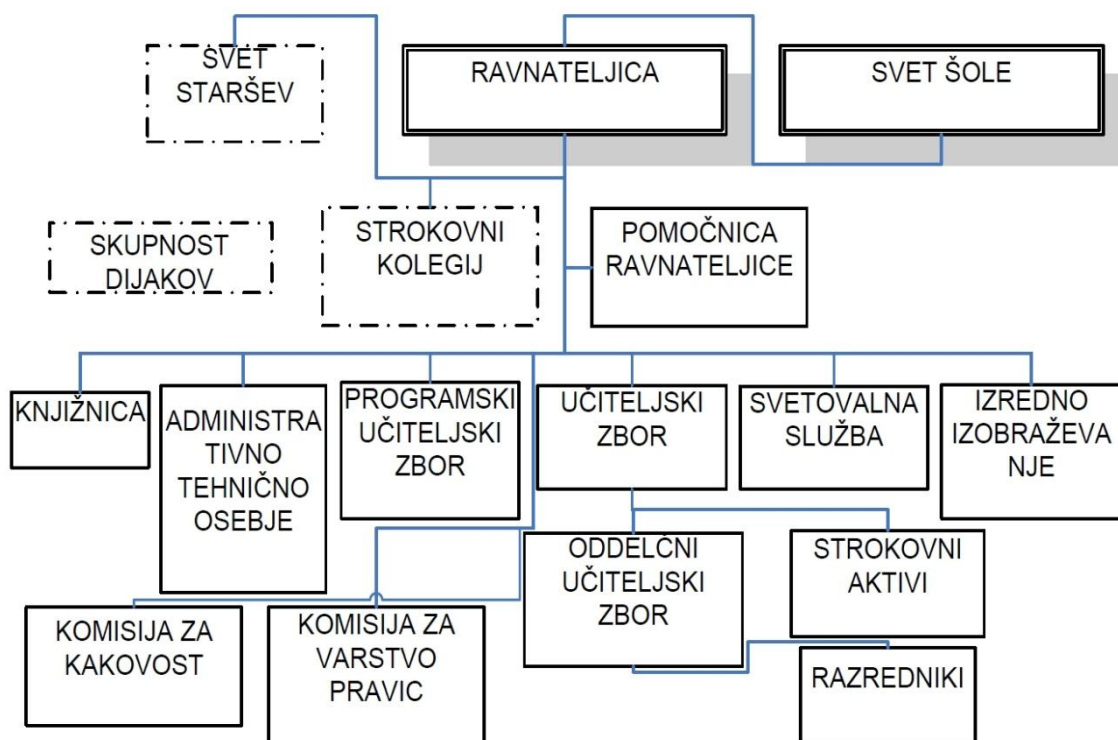 SVET
STARŠEV
RAVNATELJICA
SVET ŠOLE
SKUPNOST
DIJAKOV
STROKOVNI
KOLEGIJ
POMOČNICA
RAVNATELJICE
KNJIŽNICA
ADMINISTRA
TIVNO
TEHNIČNO
OSEBJE
PROGRAMSKI
UČITELJSKI
ZBOR
UČITELJSKI
ZBOR
SVETOVALNA
SLUŽBA
IZREDNO
IZOBRAŽEVA
NJE
KOMISIJA ZA
KAKOVOST
KOMISIJA ZA
VARSTVO
PRAVIC
ODDELČNI
UČITELJSKI
ZBOR
STROKOVNI
AKTIVI
RAZREDNIKI